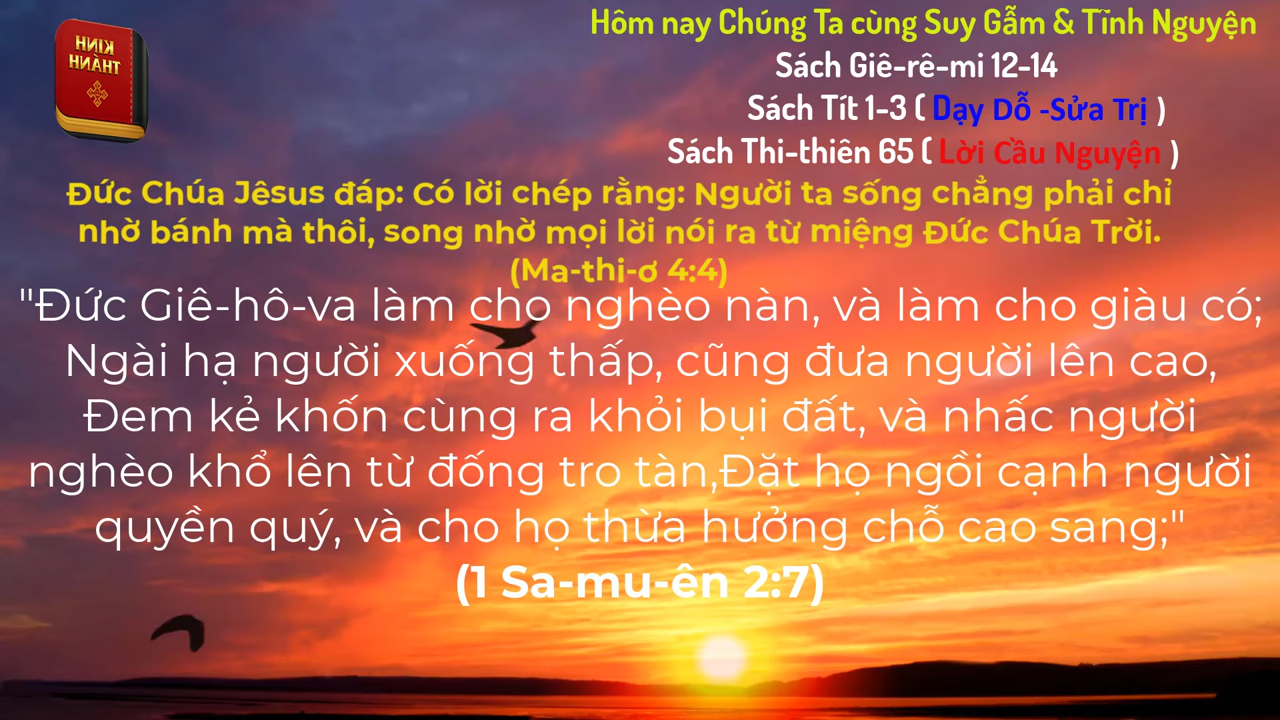 KINH
THÀNH
Hôm nay Chúng Ta cùng Suy Gẫm & Tĩnh Nguyện
Sách Giê-rê-mi 12-14
Sách Tít 1-3 ( Dạy Dỗ -Sửa Trị )
Sách Thi-thiên 65 ( Lời Cầu Nguyện )
Đức Chúa Jêsus đáp: Có lời chép rằng: Người ta sống chẳng phải chỉ
nhờ bánh mà thôi, song nhờ mọi lời nói ra từ miệng Đức Chúa Trời.
(Ma-thi-ơ 4:4)
"Đức Giê-hô-va làm cho nghèo nàn, và làm cho giàu có;
Ngài hạ người xuống thấp, cũng đưa người lên cao,
Đem kẻ khốn cùng ra khỏi bụi đất, và nhấc người
nghèo khổ lên từ đống tro tàn,Đặt họ ngồi cạnh người
quyền quý, và cho họ thừa hưởng chỗ cao sang;"
(1 Sa-mu-ên 2:7)